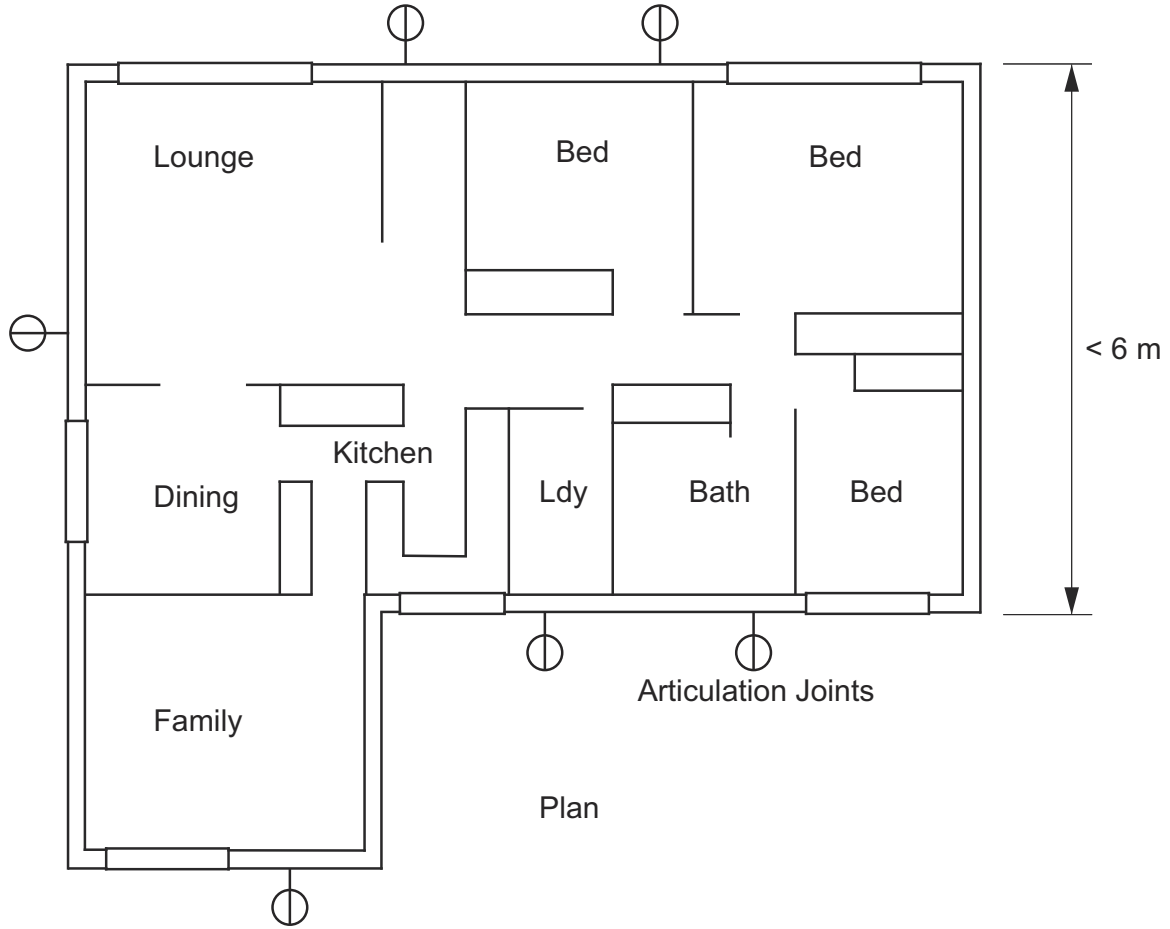 Lounge
Bed
Bed
< 6 m
Kitchen
Dining
Ldy
Bath
Bed
Articulation Joints
Family
Plan